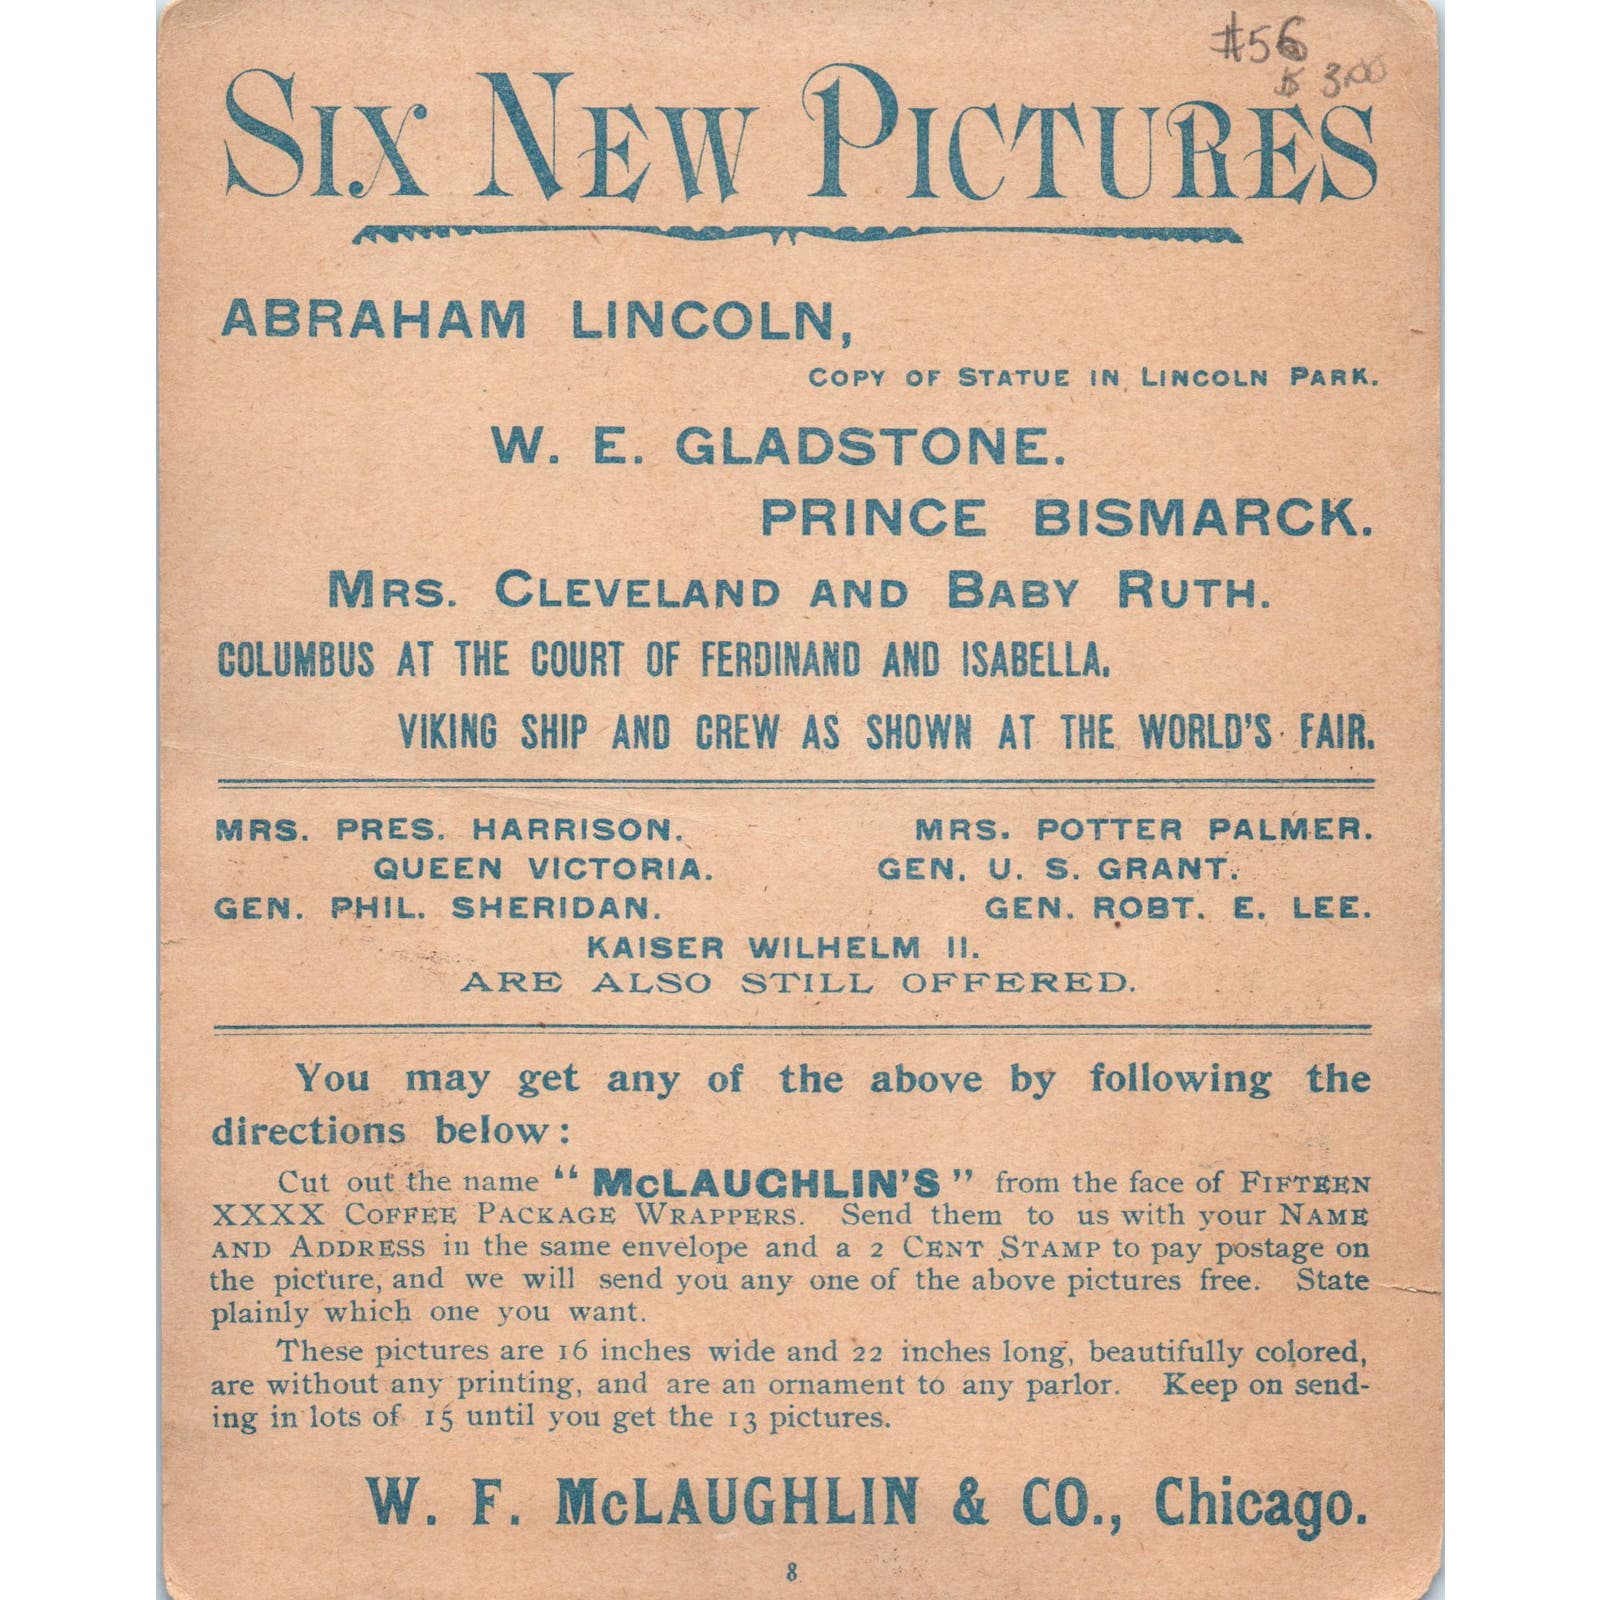 #56
$ 3.00
SIX NEW PICTURES
ABRAHAM LINCOLN,
COPY OF STATUE IN LINCOLN PARK.
W. E. GLADSTONE.
PRINCE BISMARCK.
MRS. CLEVELAND AND BABY RUTH.
COLUMBUS AT THE COURT OF FERDINAND AND ISABELLA.
VIKING SHIP AND CREW AS SHOWN AT THE WORLD'S FAIR.
MRS. PRES. HARRISON. MRS. POTTER PALMER.
QUEEN VICTORIA. GEN. U. S. GRANT.
GEN. PHIL. SHERIDAN. GEN. ROBT. E. LEE.
KAISER WILHELM II.
ARE ALSO STILL OFFERED.
You may get any of the above by following the
directions below:
Cut out the name "McLAUGHLIN'S" from the face of FIFTEEN
XXXX COFFEE PACKAGE WRAPPERS. Send them to us with your NAME
AND ADDRESS in the same envelope and a 2 CENT STAMP to pay postage on
the picture, and we will send you any one of the above pictures free. State
plainly which one you want.
These pictures are 16 inches wide and 22 inches long, beautifully colored,
are without any printing, and are an ornament to any parlor. Keep on send-
ing in lots of 15 until you get the 13 pictures.
W. F. McLAUGHLIN & CO., Chicago.
8